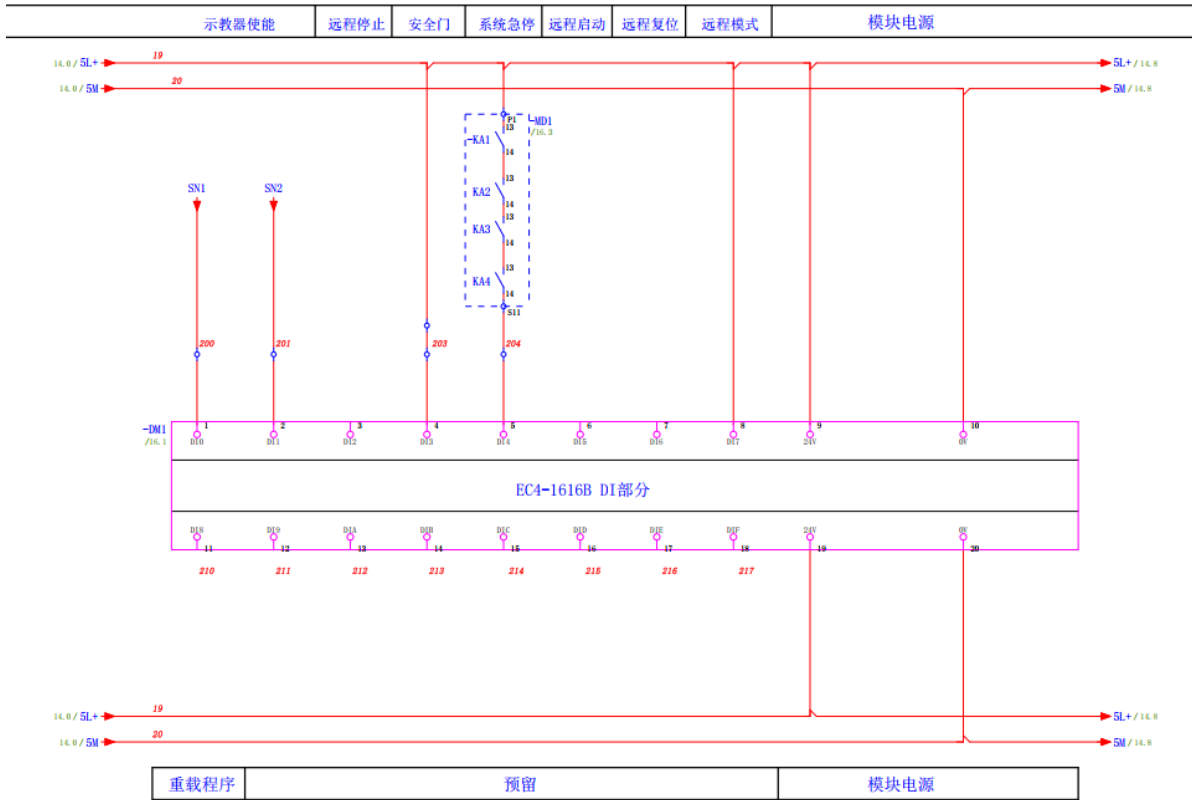 示教器使能 远程停止 安全门 系统急停 远程启动 远程复位 远程模式 模块电源
14.0/5L+ 19 5L+/14.8
14.0/5M 20 5M/14.8
P1 -MD1
13 /16.3
-KA1
14
SN1 SN2 13
KA2
14
13
KA3
14
13
KA4
14
S11
200 201 203 204
-DM1 1 2 3 4 5 6 7 8 9 10
/16.1 DI0 DI1 DI2 DI3 DI4 DI5 DI6 DI7 24V 0V
EC4-1616B DI部分
DI8 DI9 DIA DIB DIC DID DIE DIF 24V 0V
11 12 13 14 15 16 17 18 19 20
210 211 212 213 214 215 216 217
14.0/5L+ 19 5L+/14.8
14.0/5M 20 5M/14.8
重载程序 预留 模块电源